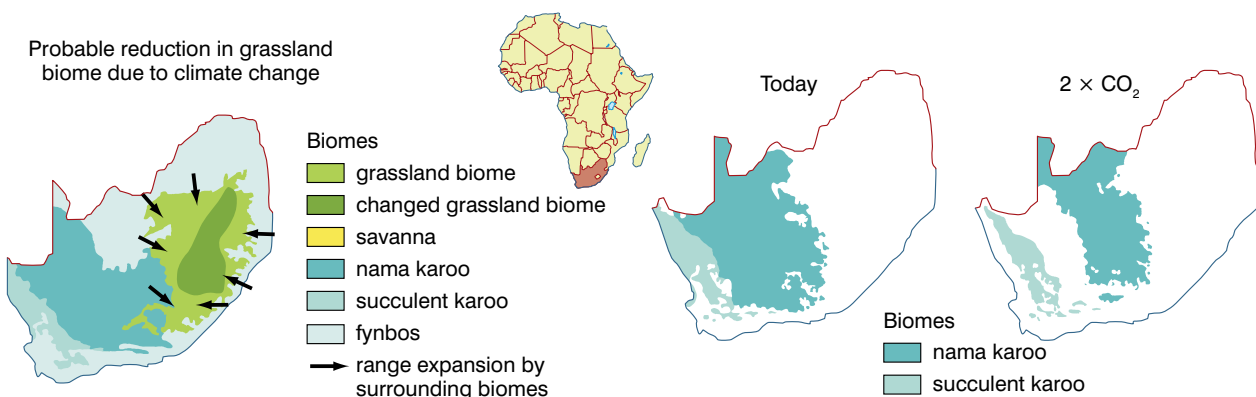 Probable reduction in grassland
biome due to climate change
Biomes
grassland biome
changed grassland biome
savanna
nama karoo
succulent karoo
fynbos
range expansion by
surrounding biomes
Today
2 × CO₂
Biomes
nama karoo
succulent karoo